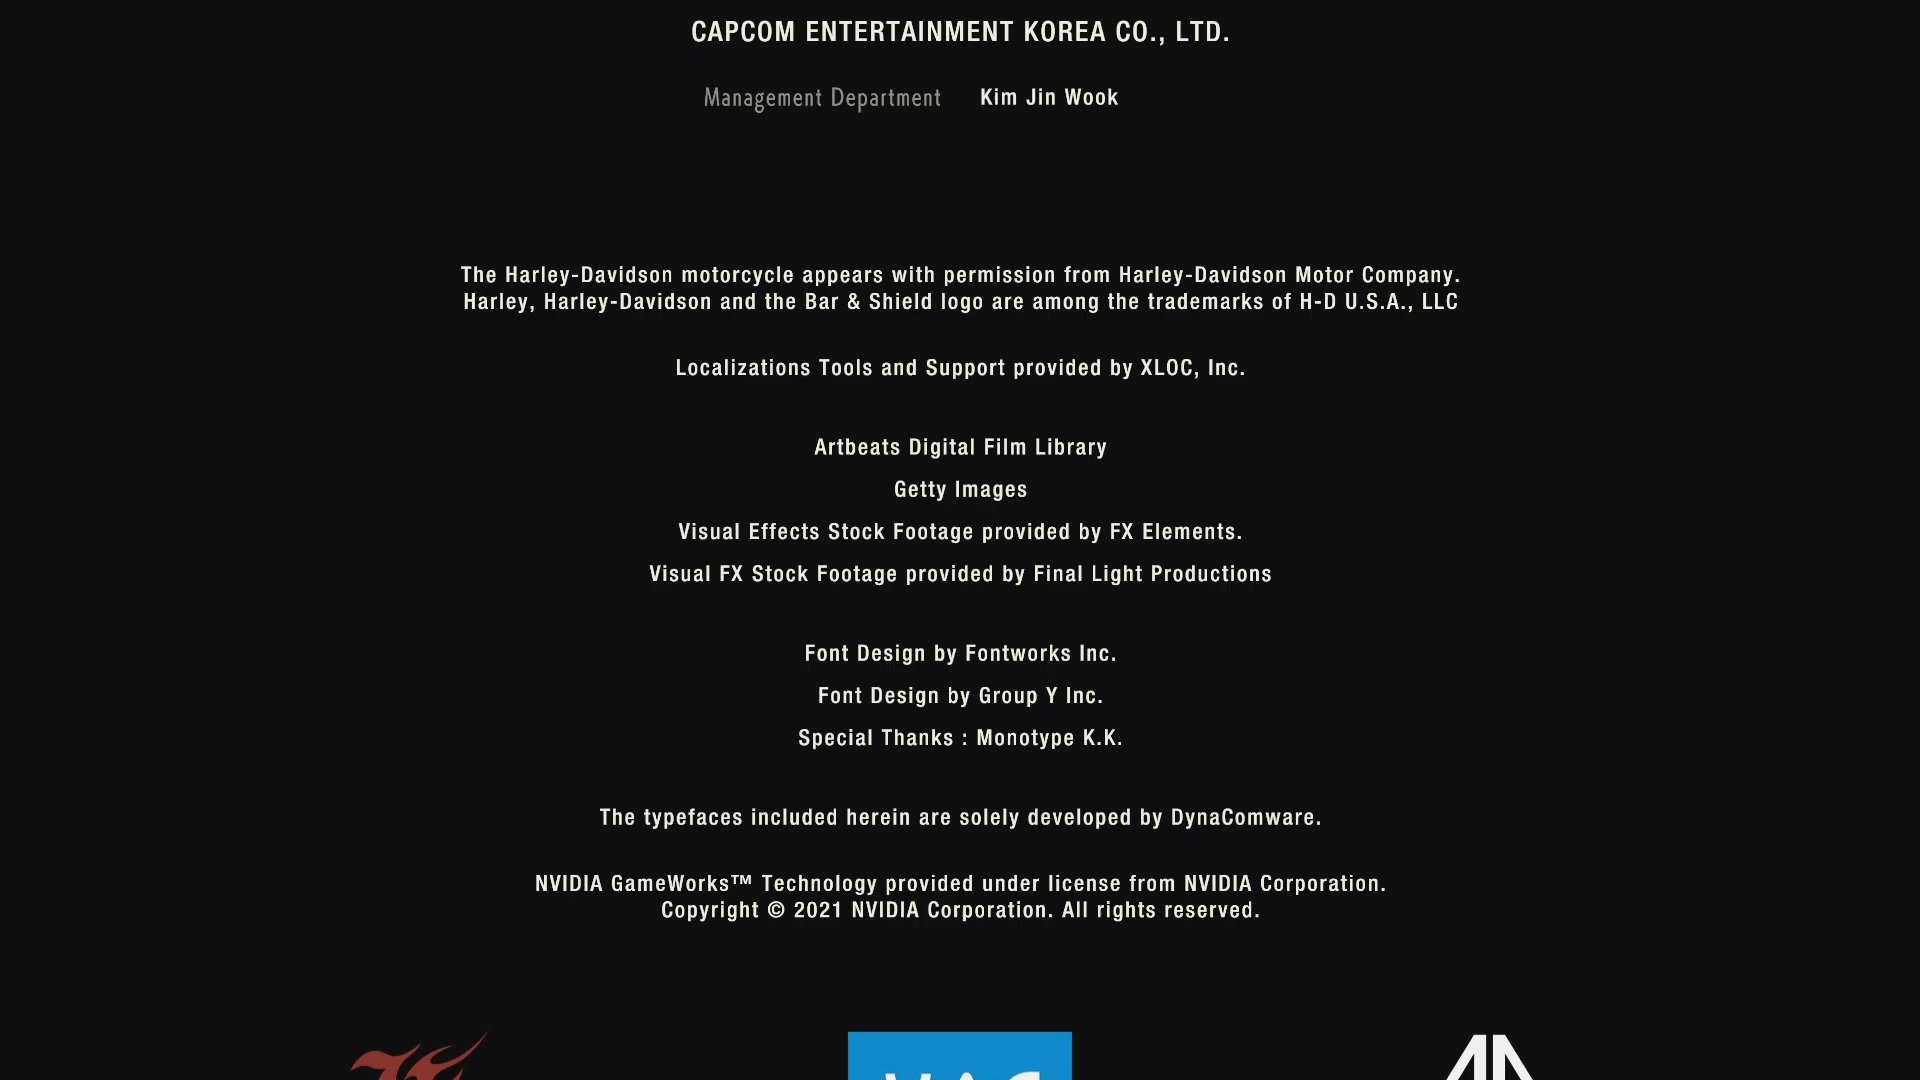 CAPCOM ENTERTAINMENT KOREA CO., LTD.
Management Department Kim Jin Wook
The Harley-Davidson motorcycle appears with permission from Harley-Davidson Motor Company.
Harley, Harley-Davidson and the Bar & Shield logo are among the trademarks of H-D U.S.A., LLC
Localizations Tools and Support provided by XLOC, Inc.
Artbeats Digital Film Library
Getty Images
Visual Effects Stock Footage provided by FX Elements.
Visual FX Stock Footage provided by Final Light Productions
Font Design by Fontworks Inc.
Font Design by Group Y Inc.
Special Thanks : Monotype K.K.
The typefaces included herein are solely developed by DynaComware.
NVIDIA GameWorks™ Technology provided under license from NVIDIA Corporation.
Copyright © 2021 NVIDIA Corporation. All rights reserved.